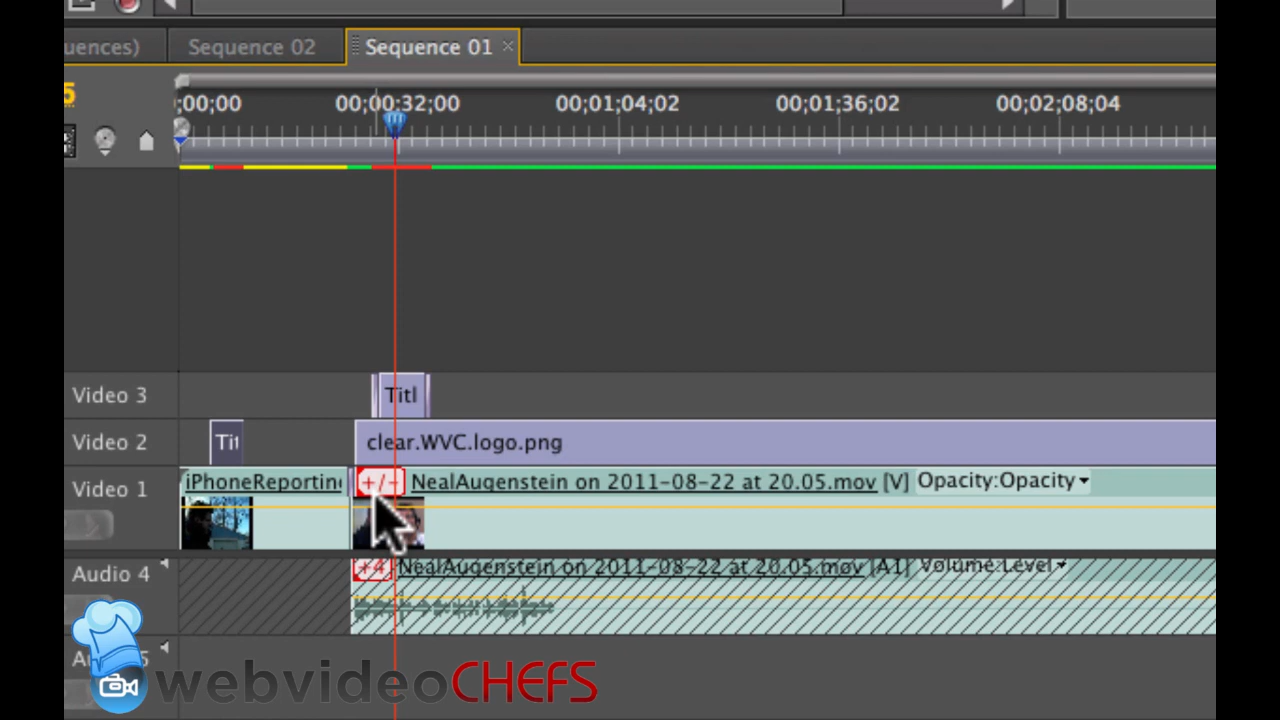 uences)
Sequence 02
Sequence 01
5
;00;00
00;00;32;00
00;01;04;02
00;01;36;02
00;02;08;04
Video 3
Titl
Video 2
Tit
clear.WVC.logo.png
Video 1
iPhoneReporting
+/-
NealAugenstein on 2011-08-22 at 20.05.mov [V] Opacity:Opacity
Audio 4
NealAugenstein on 2011-08-22 at 20.05.mov [A1] Volume:Level
webvideoCHEFS